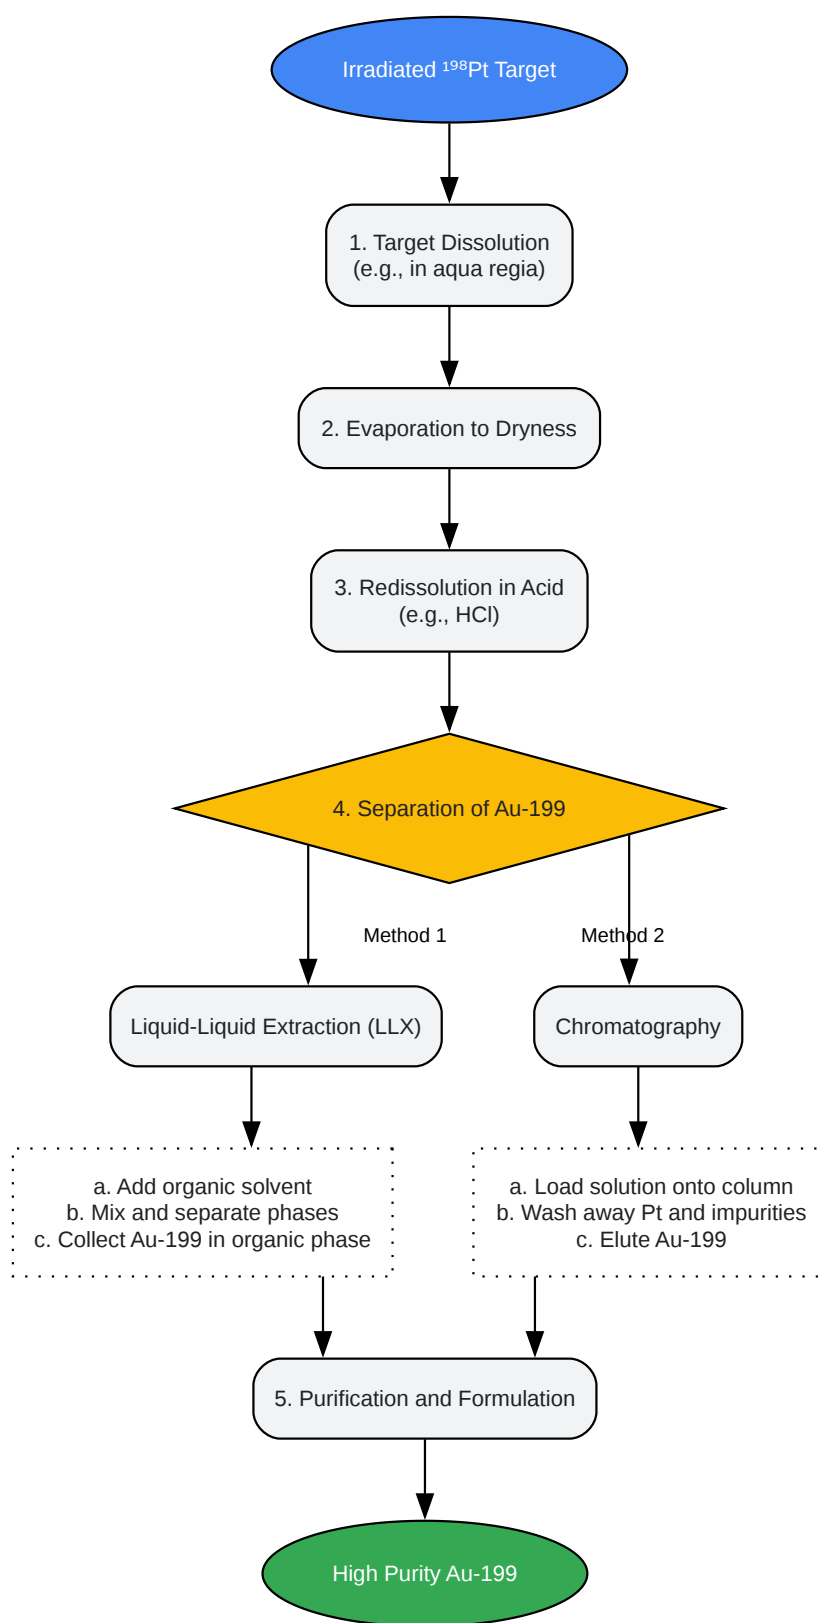 Irradiated ¹⁹⁸Pt Target
1. Target Dissolution
(e.g., in aqua regia)
2. Evaporation to Dryness
3. Redissolution in Acid
(e.g., HCl)
4. Separation of Au-199
Method 1
Method 2
Liquid-Liquid Extraction (LLX)
Chromatography
a. Add organic solvent
b. Mix and separate phases
c. Collect Au-199 in organic phase
a. Load solution onto column
b. Wash away Pt and impurities
c. Elute Au-199
5. Purification and Formulation
High Purity Au-199